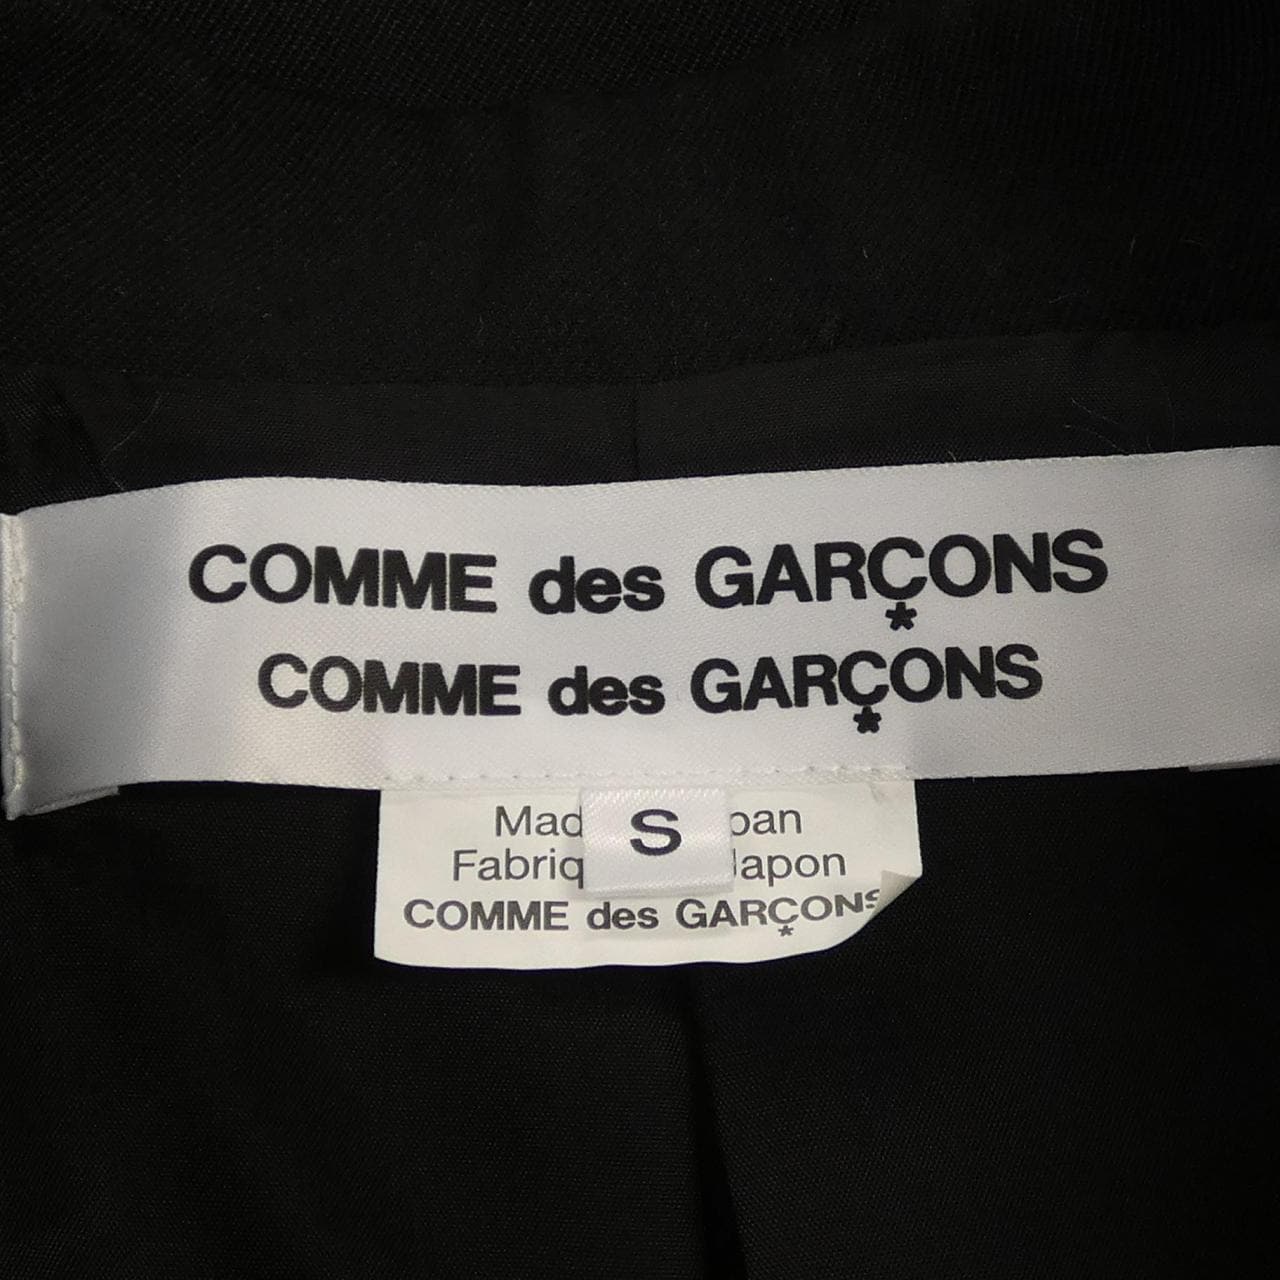 COMME des GARÇONS
COMME des GARÇONS
S
Mad pan
Fabriq Japon
COMME des GARÇONS